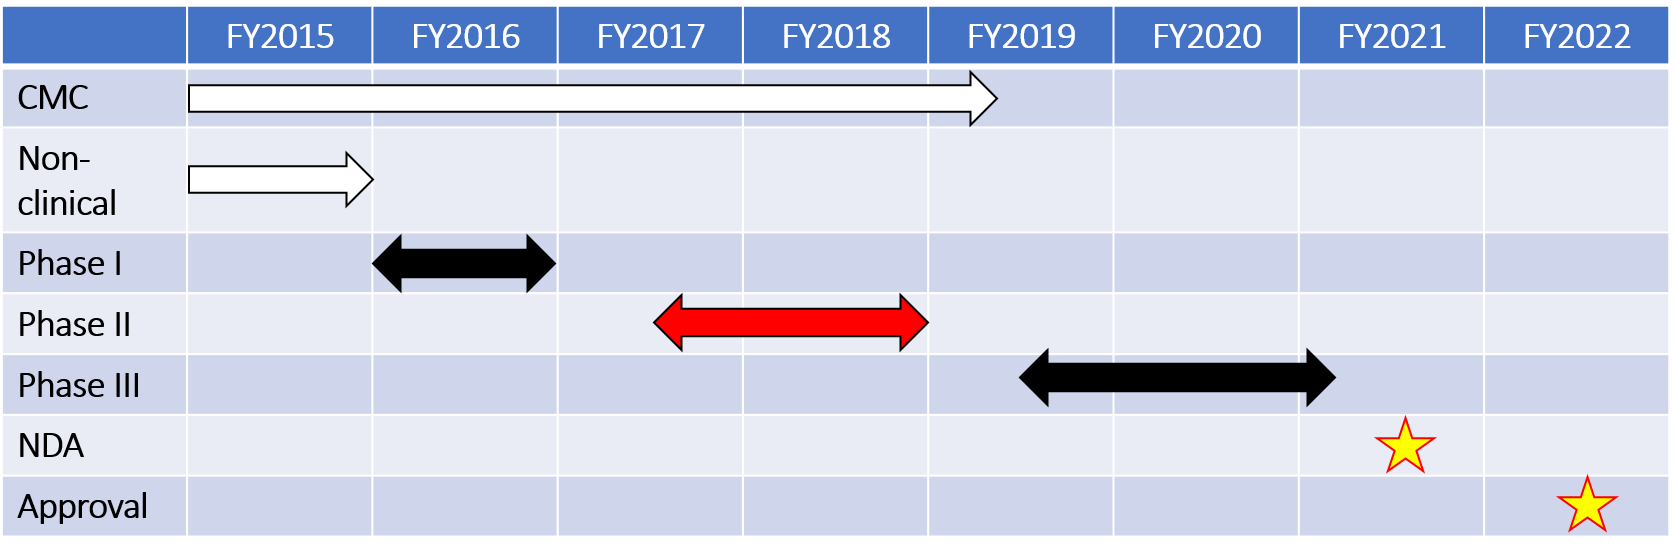 FY2015 FY2016 FY2017 FY2018 FY2019 FY2020 FY2021 FY2022
CMC
Non-
clinical
Phase I
Phase II
Phase III
NDA
Approval